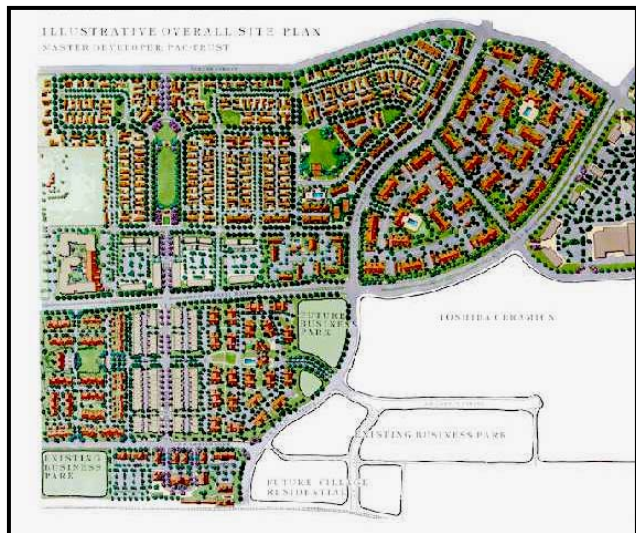 ILLUSTRATIVE OVERALL SITE PLAN
MASTER DEVELOPER: PACTRUST
FUTURE
BUSINESS
PARK
TOSHIBA CERAMICS
EXISTING BUSINESS PARK
EXISTING
BUSINESS
PARK
FUTURE VILLAGE
RESIDENTIAL